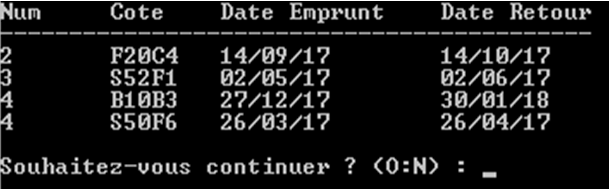 Num Cote Date Emprunt Date Retour
------------------------------------------------------
2 F20C4 14/09/17 14/10/17
3 S52F1 02/05/17 02/06/17
4 B10B3 27/12/17 30/01/18
4 S50F6 26/03/17 26/04/17
Souhaitez-vous continuer ? (O:N) : _